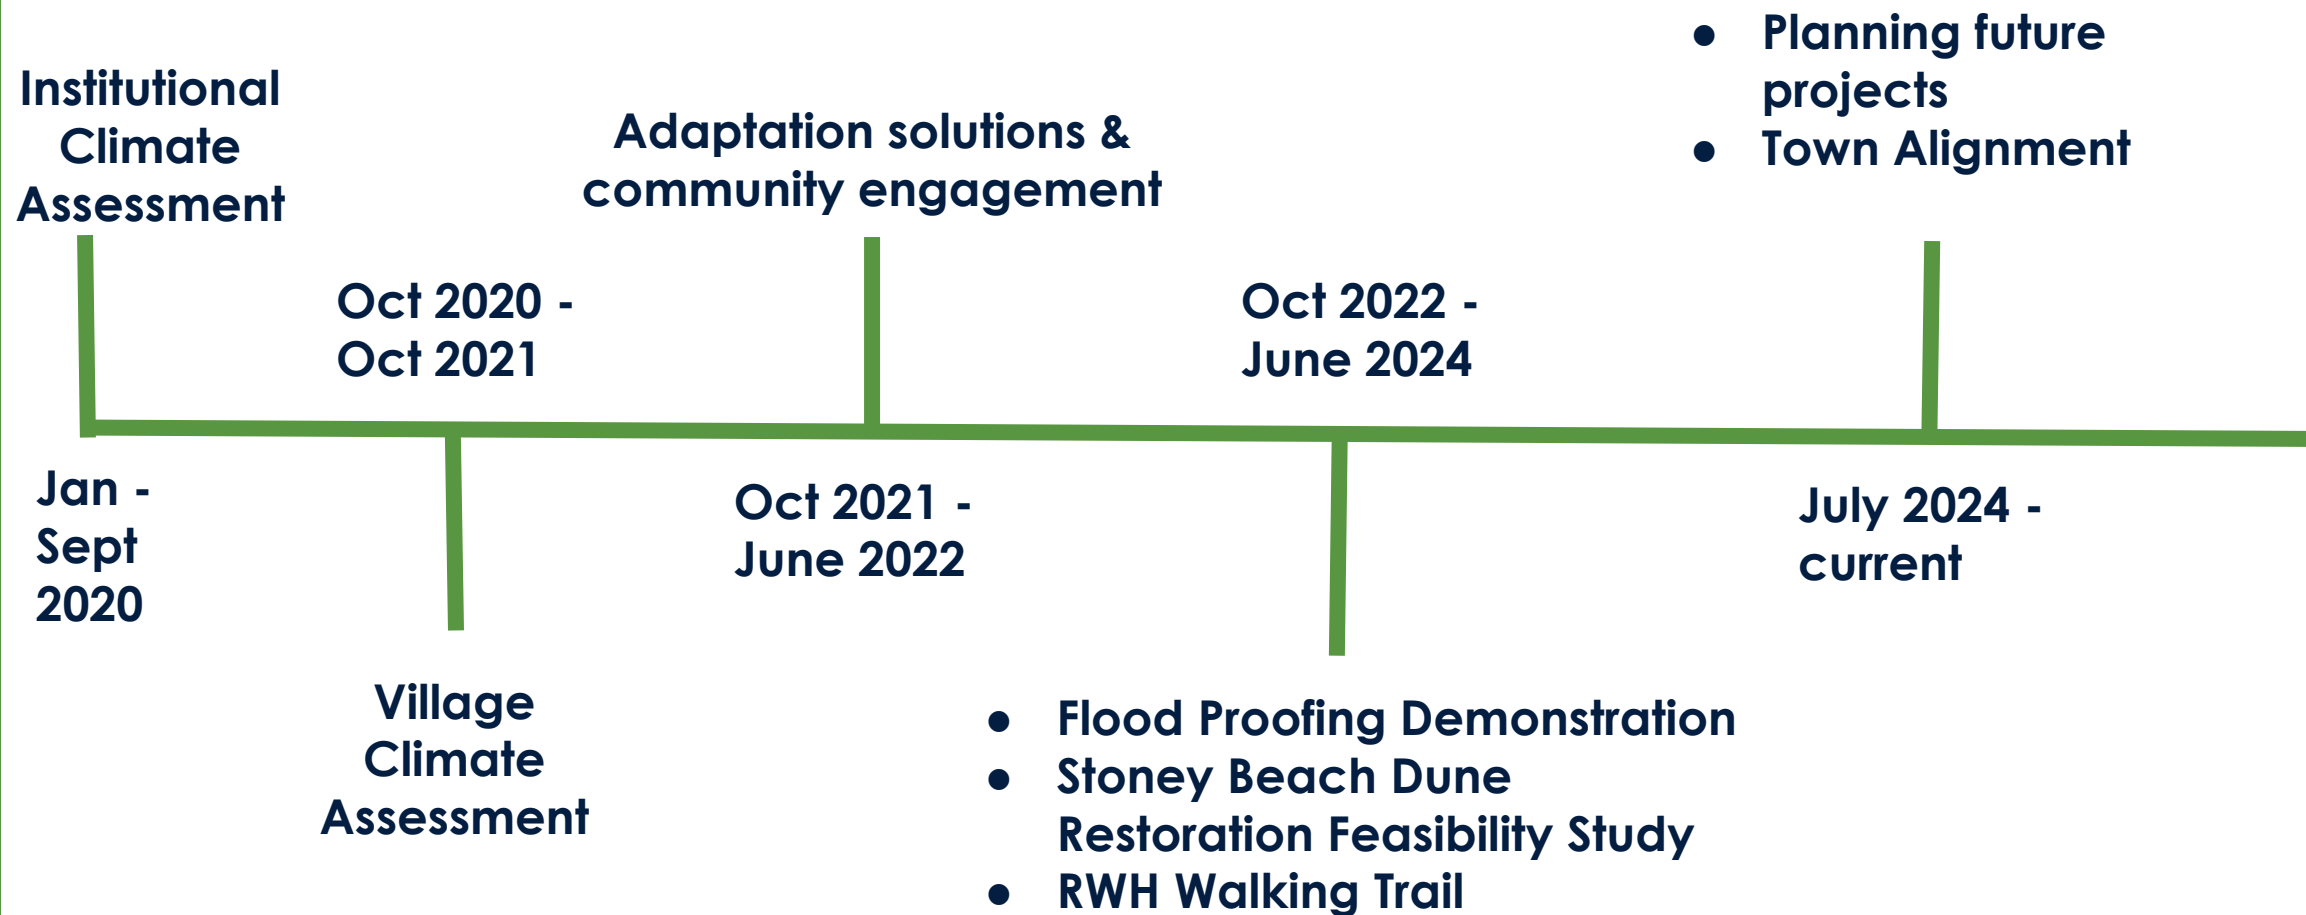 Institutional
Climate
Assessment
Jan -
Sept
2020
Oct 2020 -
Oct 2021
Village
Climate
Assessment
Adaptation solutions &
community engagement
Oct 2021 -
June 2022
Oct 2022 -
June 2024
● Flood Proofing Demonstration
● Stoney Beach Dune
Restoration Feasibility Study
● RWH Walking Trail
● Planning future
projects
● Town Alignment
July 2024 -
current